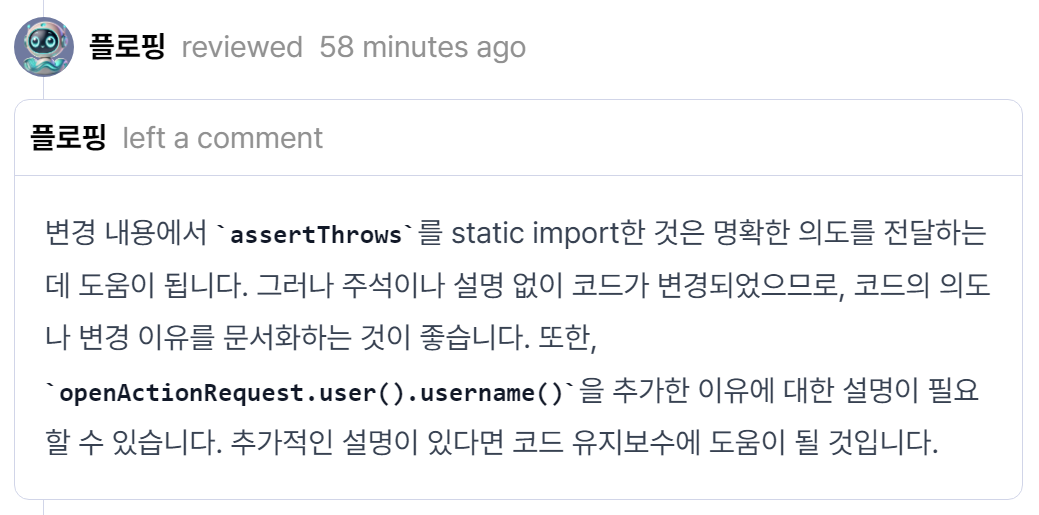 플로핑 reviewed 58 minutes ago
플로핑 left a comment
변경 내용에서 `assertThrows`를 static import한 것은 명확한 의도를 전달하는
데 도움이 됩니다. 그러나 주석이나 설명 없이 코드가 변경되었으므로, 코드의 의도
나 변경 이유를 문서화하는 것이 좋습니다. 또한,
`openActionRequest.user().username()`을 추가한 이유에 대한 설명이 필요
할 수 있습니다. 추가적인 설명이 있다면 코드 유지보수에 도움이 될 것입니다.